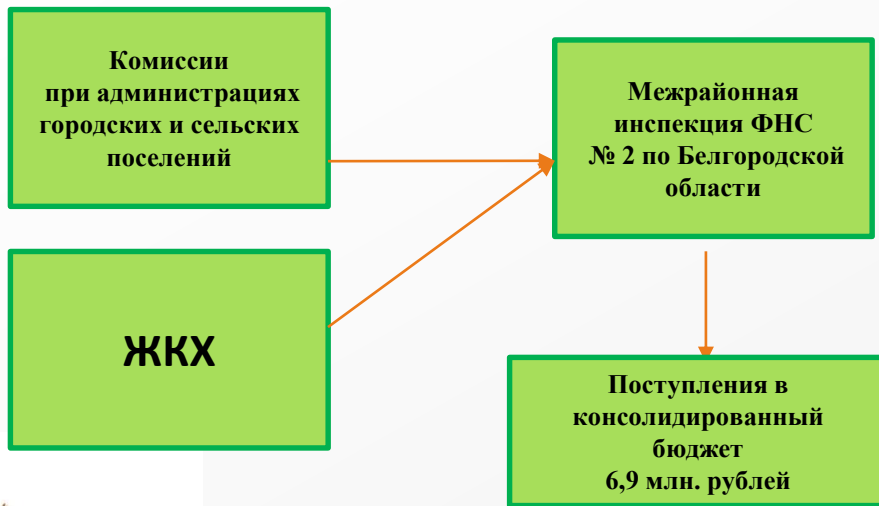 Комиссии
при администрациях
городских и сельских
поселений
Межрайонная
инспекция ФНС
№ 2 по Белгородской
области
ЖКХ
Поступления в
консолидированный
бюджет
6,9 млн. рублей